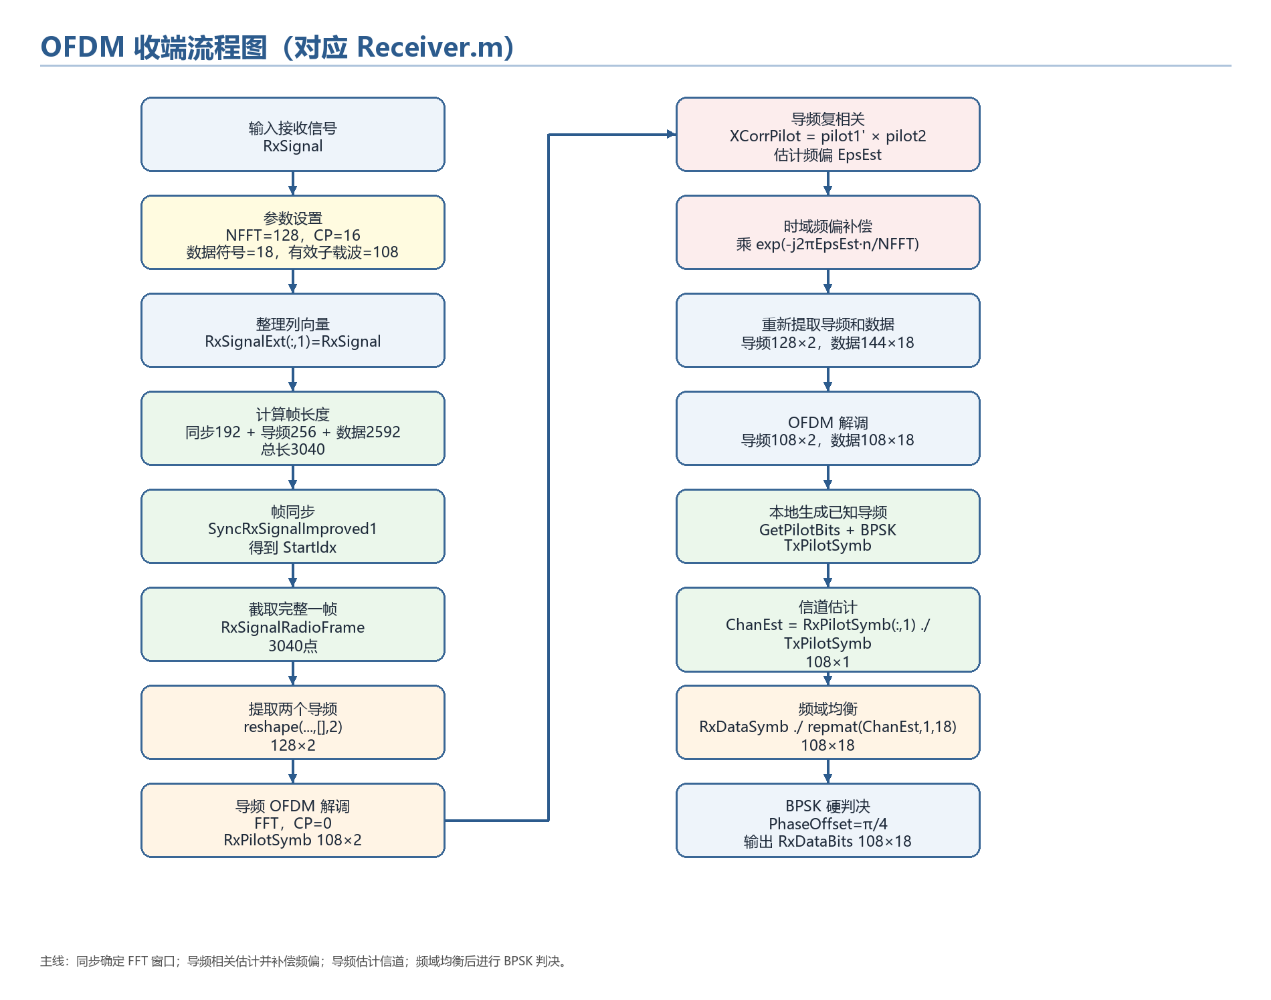 OFDM 收端流程图（对应 Receiver.m）
输入接收信号
RxSignal
参数设置
NFFT=128，CP=16
数据符号=18，有效子载波=108
整理列向量
RxSignalExt(:,1)=RxSignal
计算帧长度
同步192 + 导频256 + 数据2592
总长3040
帧同步
SyncRxSignalImproved1
得到 StartIdx
截取完整一帧
RxSignalRadioFrame
3040点
提取两个导频
reshape(...,[],2)
128×2
导频 OFDM 解调
FFT，CP=0
RxPilotSymb 108×2
导频复相关
XCorrPilot = pilot1' × pilot2
估计频偏 EpsEst
时域频偏补偿
乘 exp(-j2πEpsEst·n/NFFT)
重新提取导频和数据
导频128×2，数据144×18
OFDM 解调
导频108×2，数据108×18
本地生成已知导频
GetPilotBits + BPSK
TxPilotSymb
信道估计
ChanEst = RxPilotSymb(:,1) ./
TxPilotSymb
108×1
频域均衡
RxDataSymb ./ repmat(ChanEst,1,18)
108×18
BPSK 硬判决
PhaseOffset=π/4
输出 RxDataBits 108×18
主线：同步确定 FFT 窗口；导频相关估计并补偿频偏；导频估计信道；频域均衡后进行 BPSK 判决。